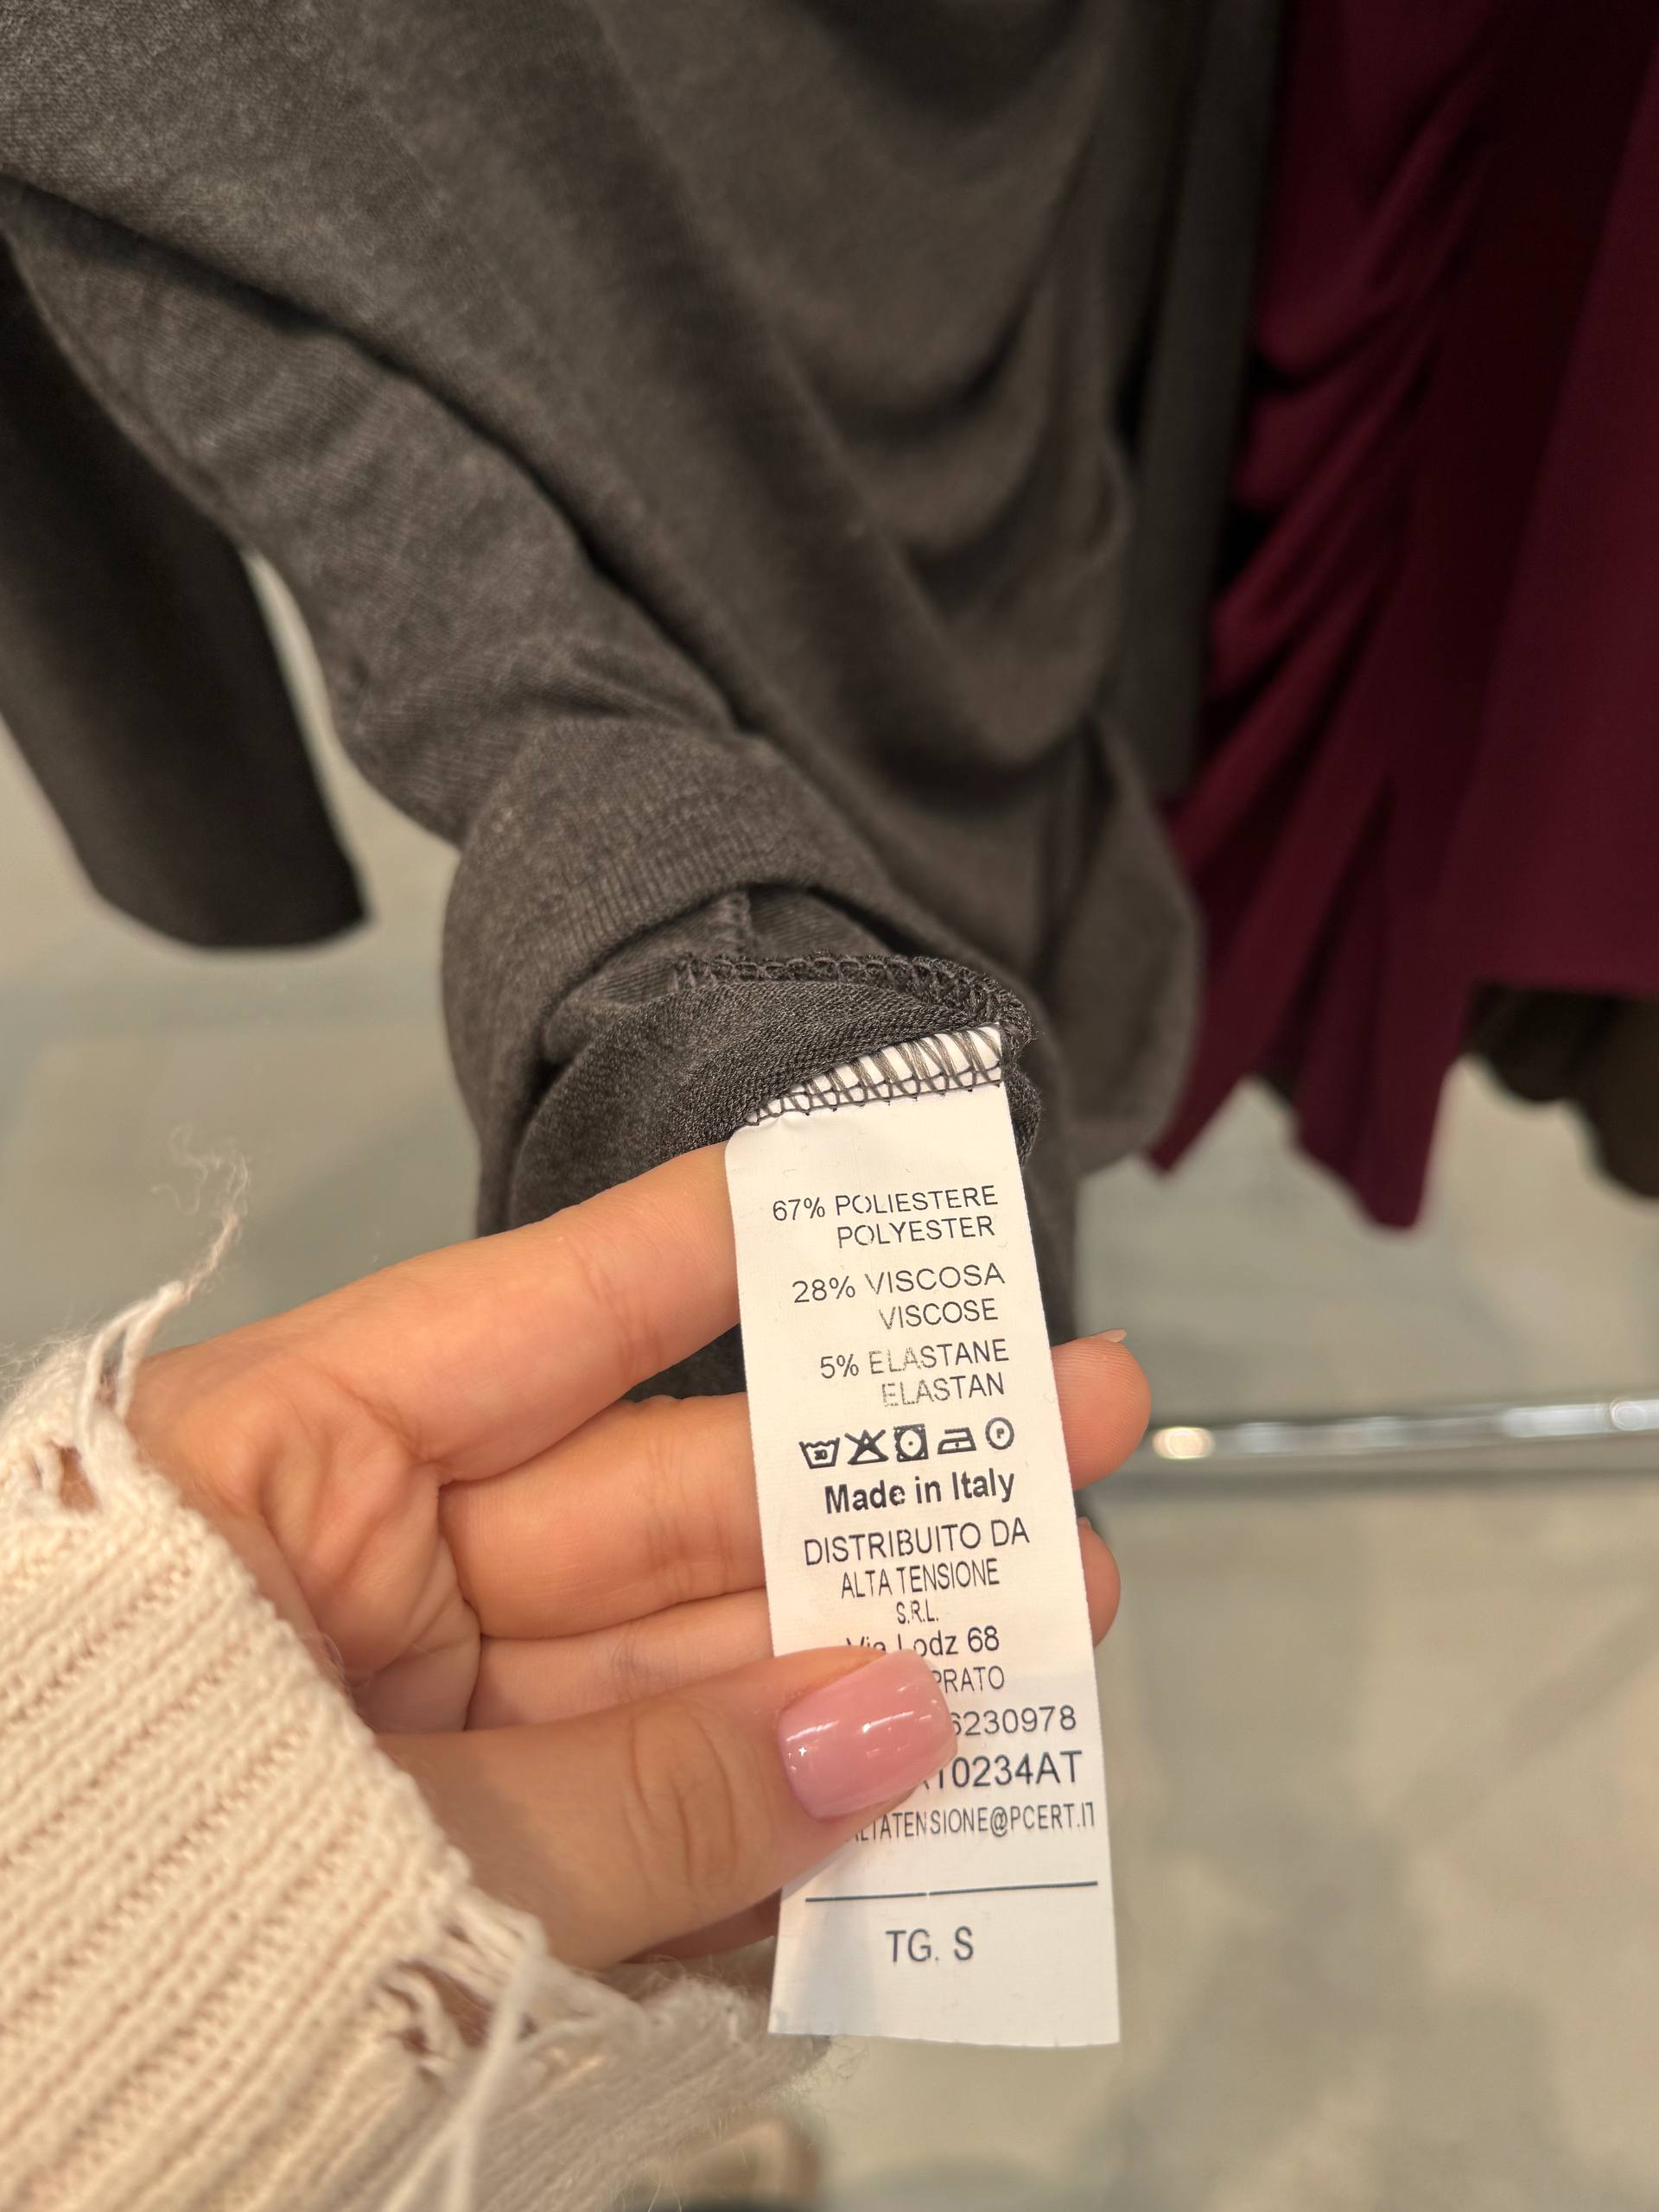 67% POLIESTERE
POLYESTER
28% VISCOSA
VISCOSE
5% ELASTANE
ELASTAN
30
P
Made in Italy
DISTRIBUITO DA
ALTA TENSIONE
S.R.L.
Via Lodz 68
PRATO
TG. S